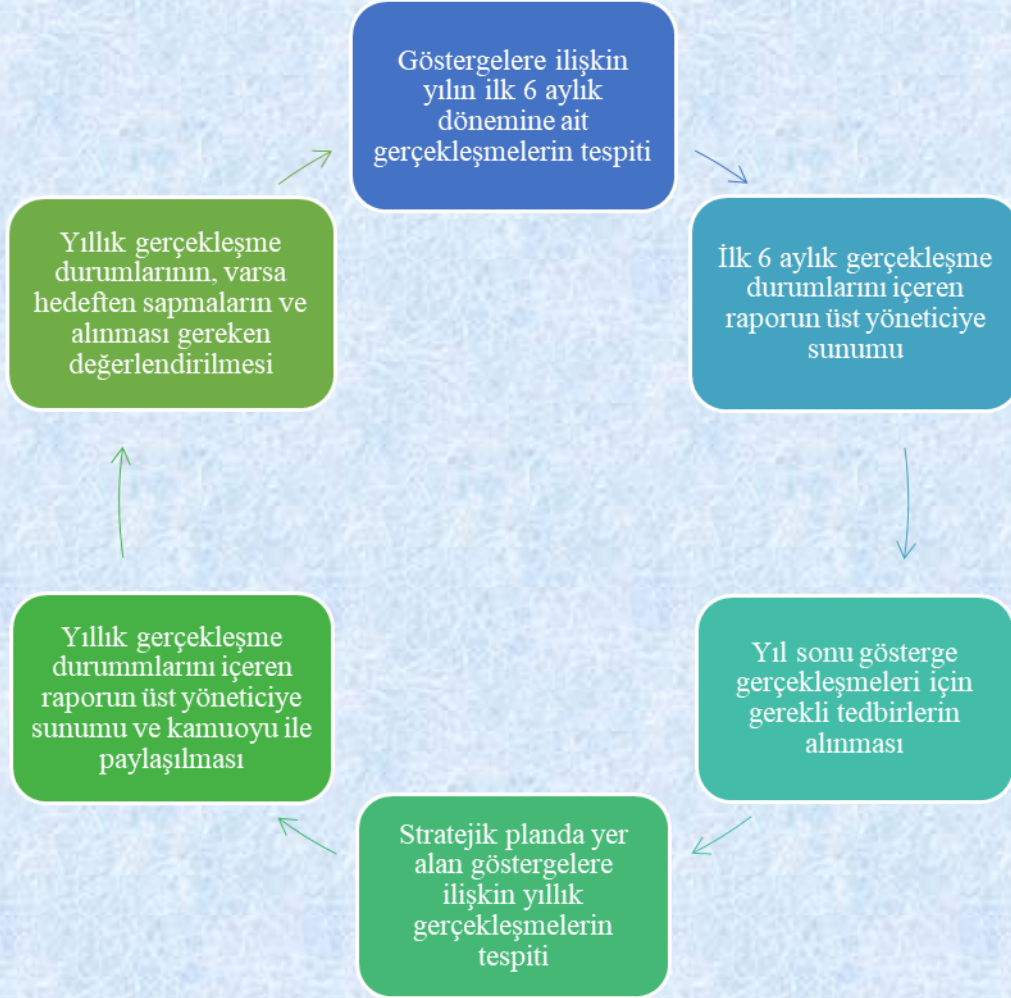 Göstergelere ilişkin
yılın ilk 6 aylık
dönemine ait
gerçekleşmelerin tespiti
İlk 6 aylık gerçekleşme
durumlarını içeren
raporun üst yöneticiye
sunumu
Yıl sonu gösterge
gerçekleşmeleri için
gerekli tedbirlerin
alınması
Stratejik planda yer
alan göstergelere
ilişkin yıllık
gerçekleşmelerin
tespiti
Yıllık gerçekleşme
durummlarını içeren
raporun üst yöneticiye
sunumu ve kamuoyu ile
paylaşılması
Yıllık gerçekleşme
durumlarının, varsa
hedeften sapmaların ve
alınması gereken
değerlendirilmesi